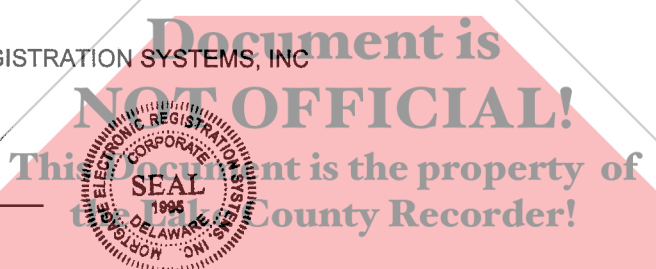 Document is
GISTRATION SYSTEMS, INC
NOT OFFICIAL!
This Document is the property of
the Lake County Recorder!
MORTGAGE ELECTRONIC REGISTRATION SYSTEMS INC
CORPORATE
SEAL
1995
DELAWARE